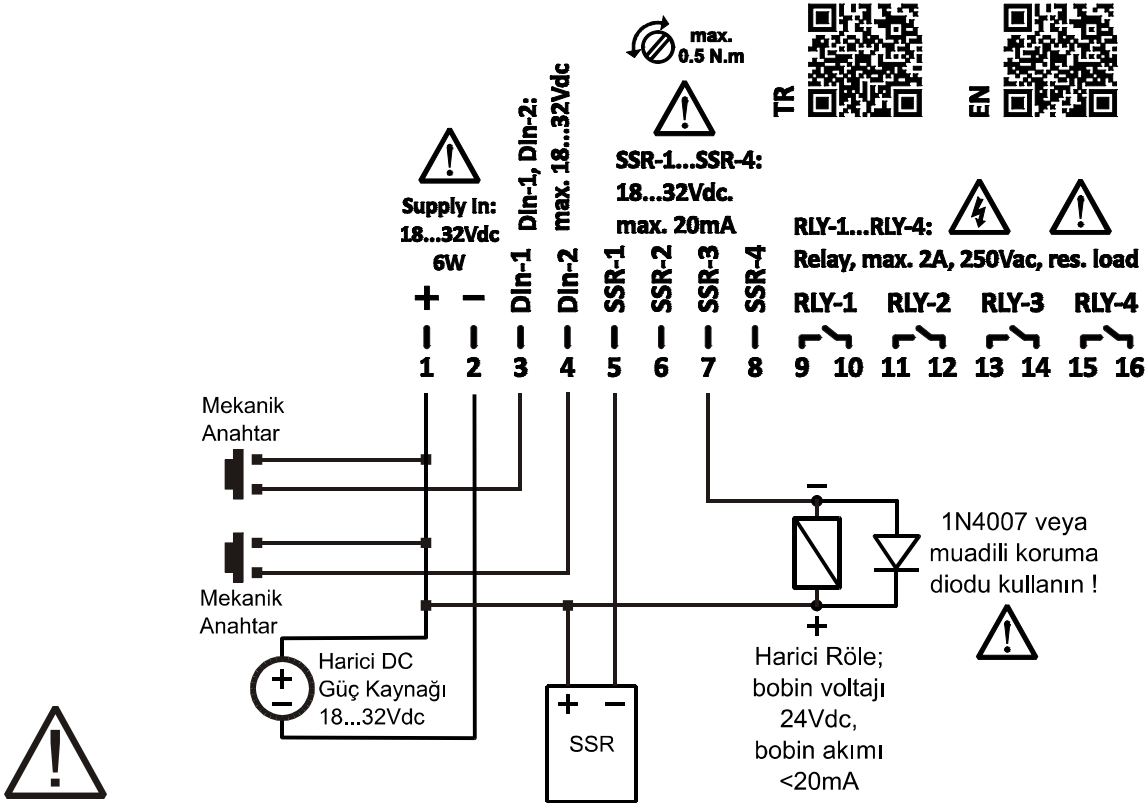 max.
0.5 N.m
TR
EN
DIn-1, DIn-2:
max. 18...32Vdc
Supply In:
18...32Vdc
6W
SSR-1...SSR-4:
18...32Vdc.
max. 20mA
RLY-1...RLY-4:
Relay, max. 2A, 250Vac, res. load
+ − DIn-1 DIn-2 SSR-1 SSR-2 SSR-3 SSR-4 RLY-1 RLY-2 RLY-3 RLY-4
1 2 3 4 5 6 7 8 9 10 11 12 13 14 15 16
Mekanik
Anahtar
Mekanik
Anahtar
Harici DC
Güç Kaynağı
18...32Vdc
+ −
SSR
−
+
Harici Röle;
bobin voltajı
24Vdc,
bobin akımı
<20mA
1N4007 veya
muadili koruma
diodu kullanın !